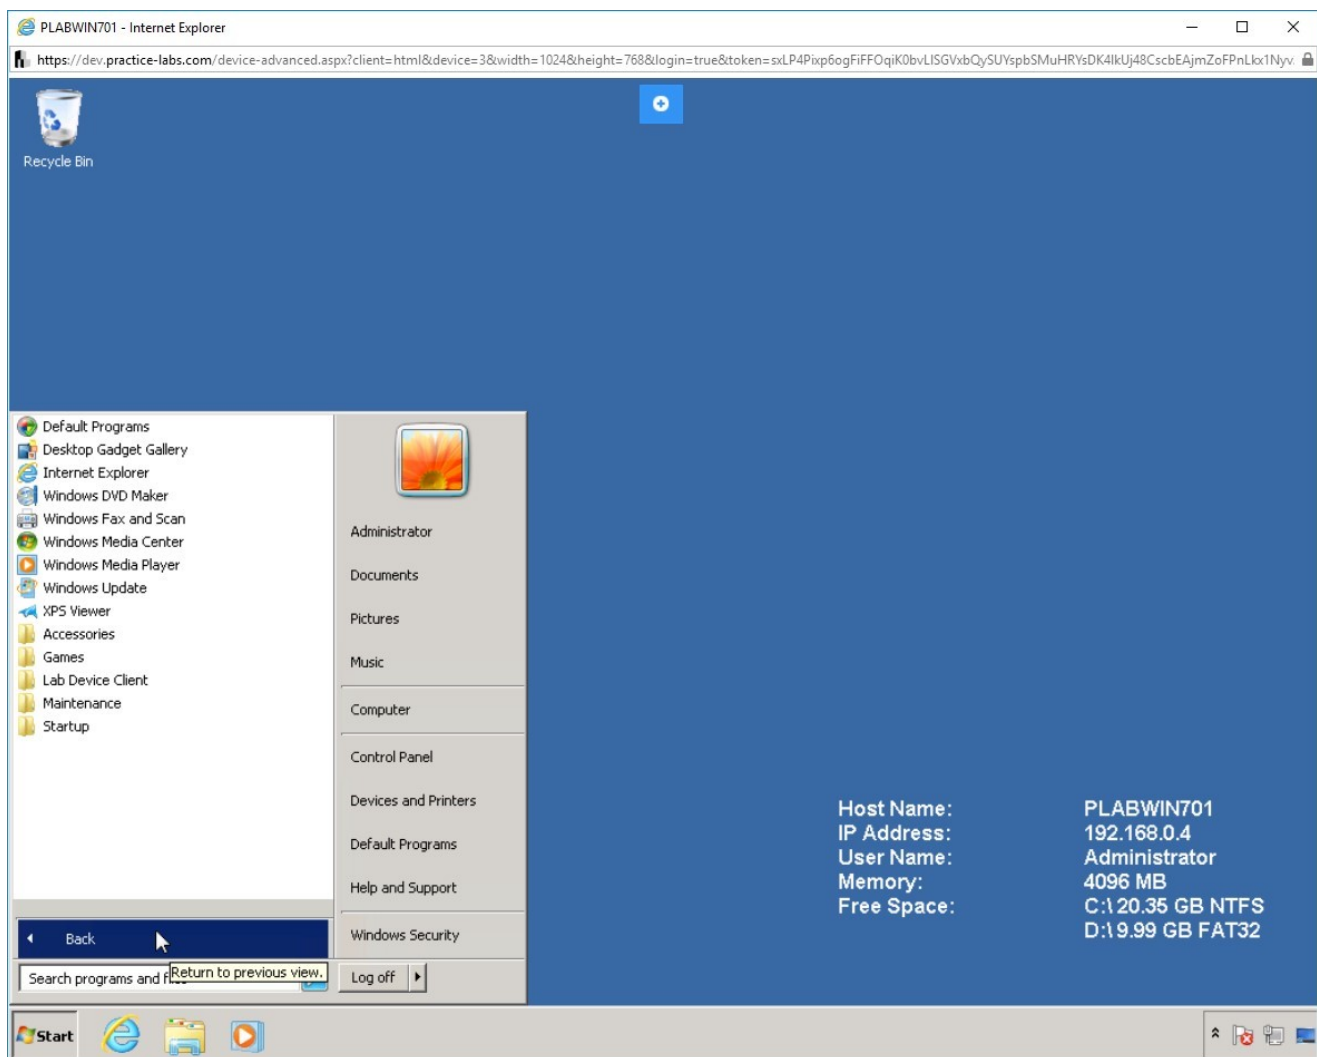 PLABWIN701 - Internet Explorer
https://dev.practice-labs.com/device-advanced.aspx?client=html&device=3&width=1024&height=768&login=true&token=sxLP4Pixp6ogFiFFOqiK0bvLISGVxbQySUYspbSMuHRYsDK4IkUj48CscbEAjmZoFPnLkx1Nyv.
Recycle Bin
Default Programs
Desktop Gadget Gallery
Internet Explorer
Windows DVD Maker
Windows Fax and Scan
Windows Media Center
Windows Media Player
Windows Update
XPS Viewer
Accessories
Games
Lab Device Client
Maintenance
Startup
Back
Return to previous view.
Search programs and
Administrator
Documents
Pictures
Music
Computer
Control Panel
Devices and Printers
Default Programs
Help and Support
Windows Security
Log off
Host Name: PLABWIN701
IP Address: 192.168.0.4
User Name: Administrator
Memory: 4096 MB
Free Space: C:\ 20.35 GB NTFS
D:\ 9.99 GB FAT32
Start